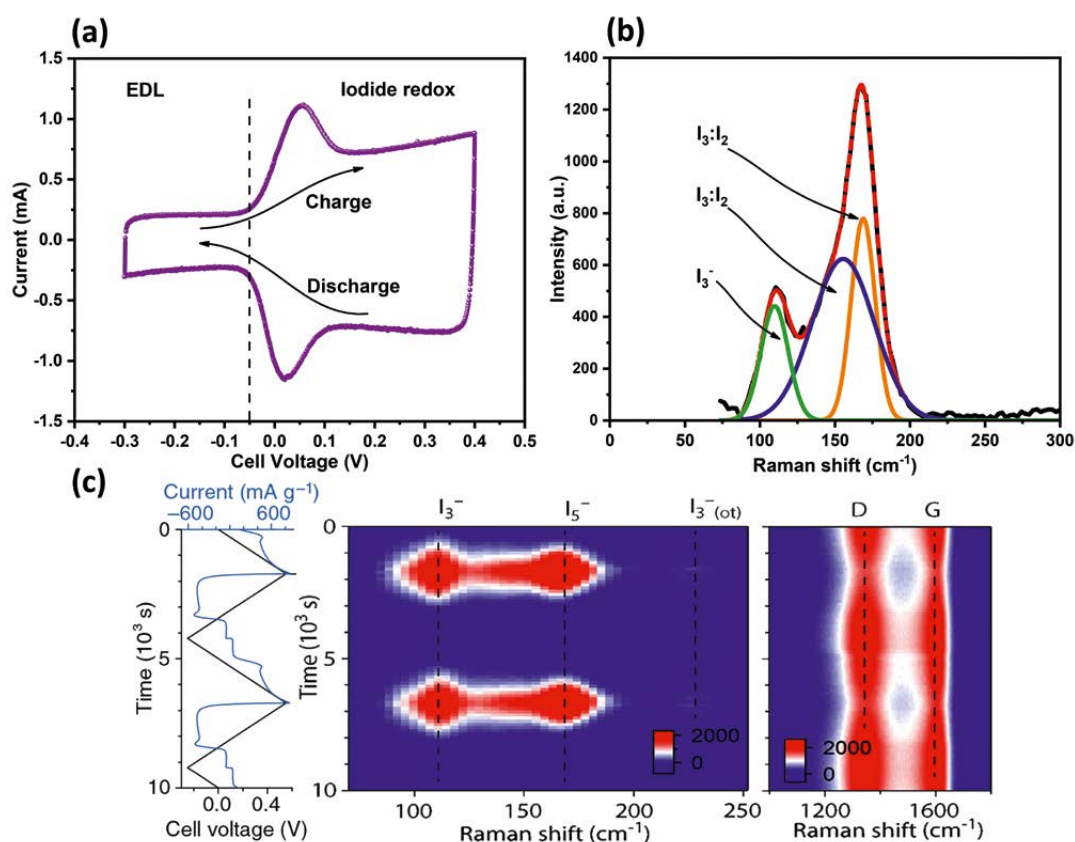 (a)
1.5
1.0
0.5
0.0
-0.5
-1.0
-1.5
Current (mA)
EDL
Iodide redox
Charge
Discharge
-0.4 -0.3 -0.2 -0.1 0.0 0.1 0.2 0.3 0.4 0.5
Cell Voltage (V)
(b)
1400
1200
1000
800
600
400
200
0
Intensity (a.u.)
I₃:I₂
I₃:I₂
I₃⁻
0 50 100 150 200 250 300
Raman shift (cm⁻¹)
(c)
Current (mA g⁻¹)
−600 600
0
5
10
Time (10³ s)
0.0 0.4
Cell voltage (V)
I₃⁻ I₅⁻ I₃⁻(ot)
0
5
10
Time (10³ s)
2000
0
100 150 200 250
Raman shift (cm⁻¹)
D G
2000
0
1200 1600
Raman shift (cm⁻¹)